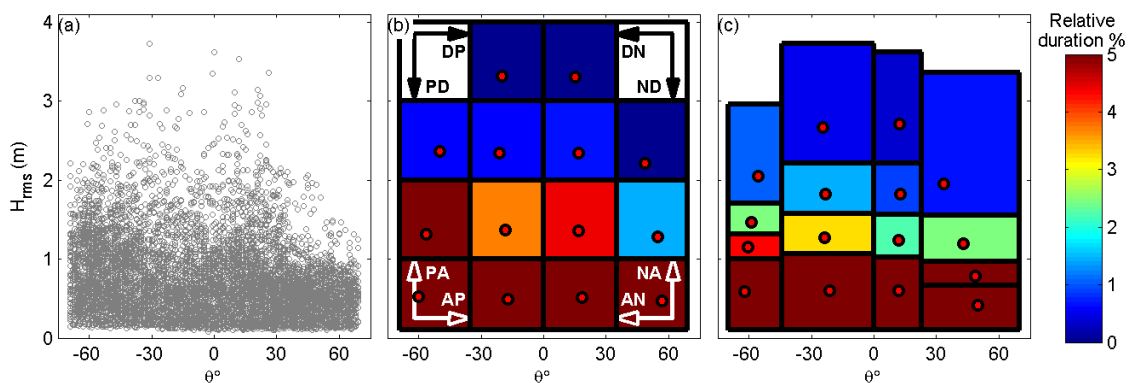 (a)
H_rms (m)
4
3
2
1
0
-60 -30 0 30 60
θ°
(b)
DP
PD
DN
ND
PA
AP
NA
AN
-60 -30 0 30 60
θ°
(c)
-60 -30 0 30 60
θ°
Relative
duration %
5
4
3
2
1
0